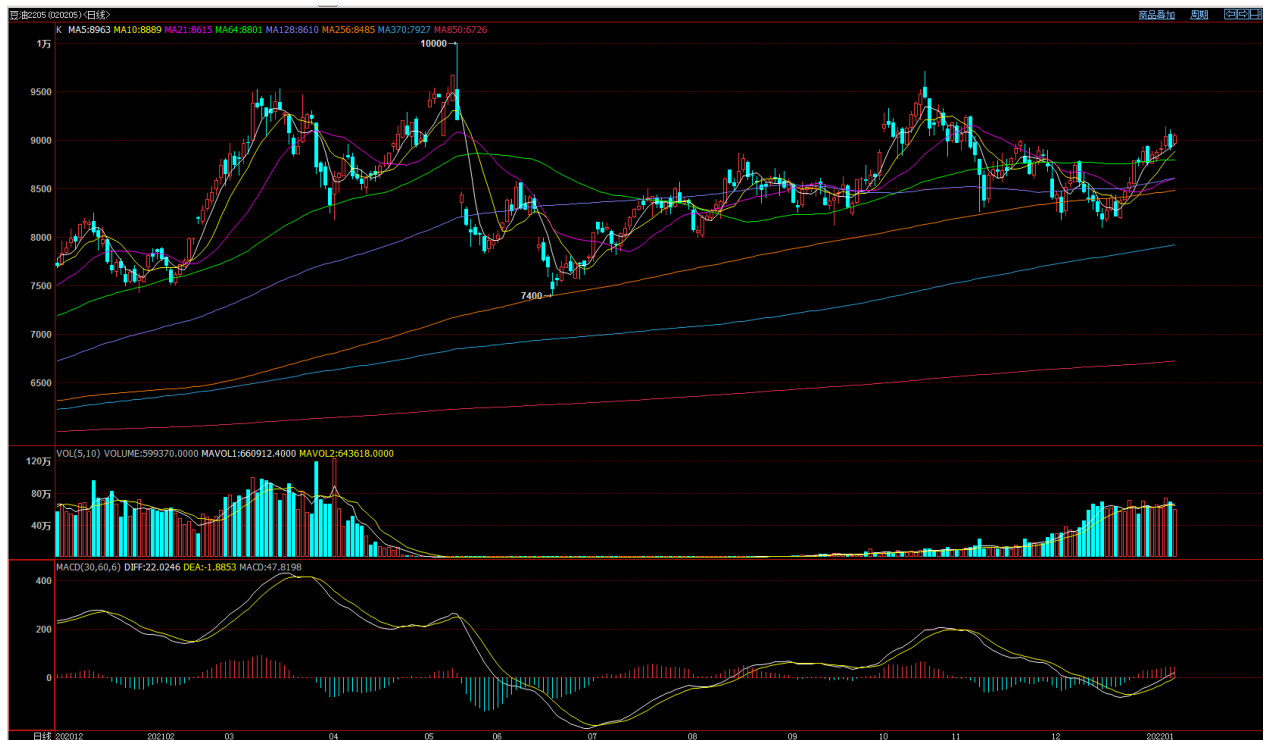 豆油2205(020205)<日线>
商品叠加 周期
K MA5:8963 MA10:8889 MA21:8615 MA64:8801 MA128:8610 MA256:8485 MA370:7927 MA850:6726
1万
10000→
9500
9000
8500
8000
7500
7400→
7000
6500
VOL(5,10) VOLUME:599370.0000 MAVOL1:660912.4000 MAVOL2:643618.0000
120万
80万
40万
MACD(30,60,6) DIFF:22.0246 DEA:-1.8853 MACD:47.8198
400
200
0
日线 202012 202102 03 04 05 06 07 08 09 10 11 12 202201